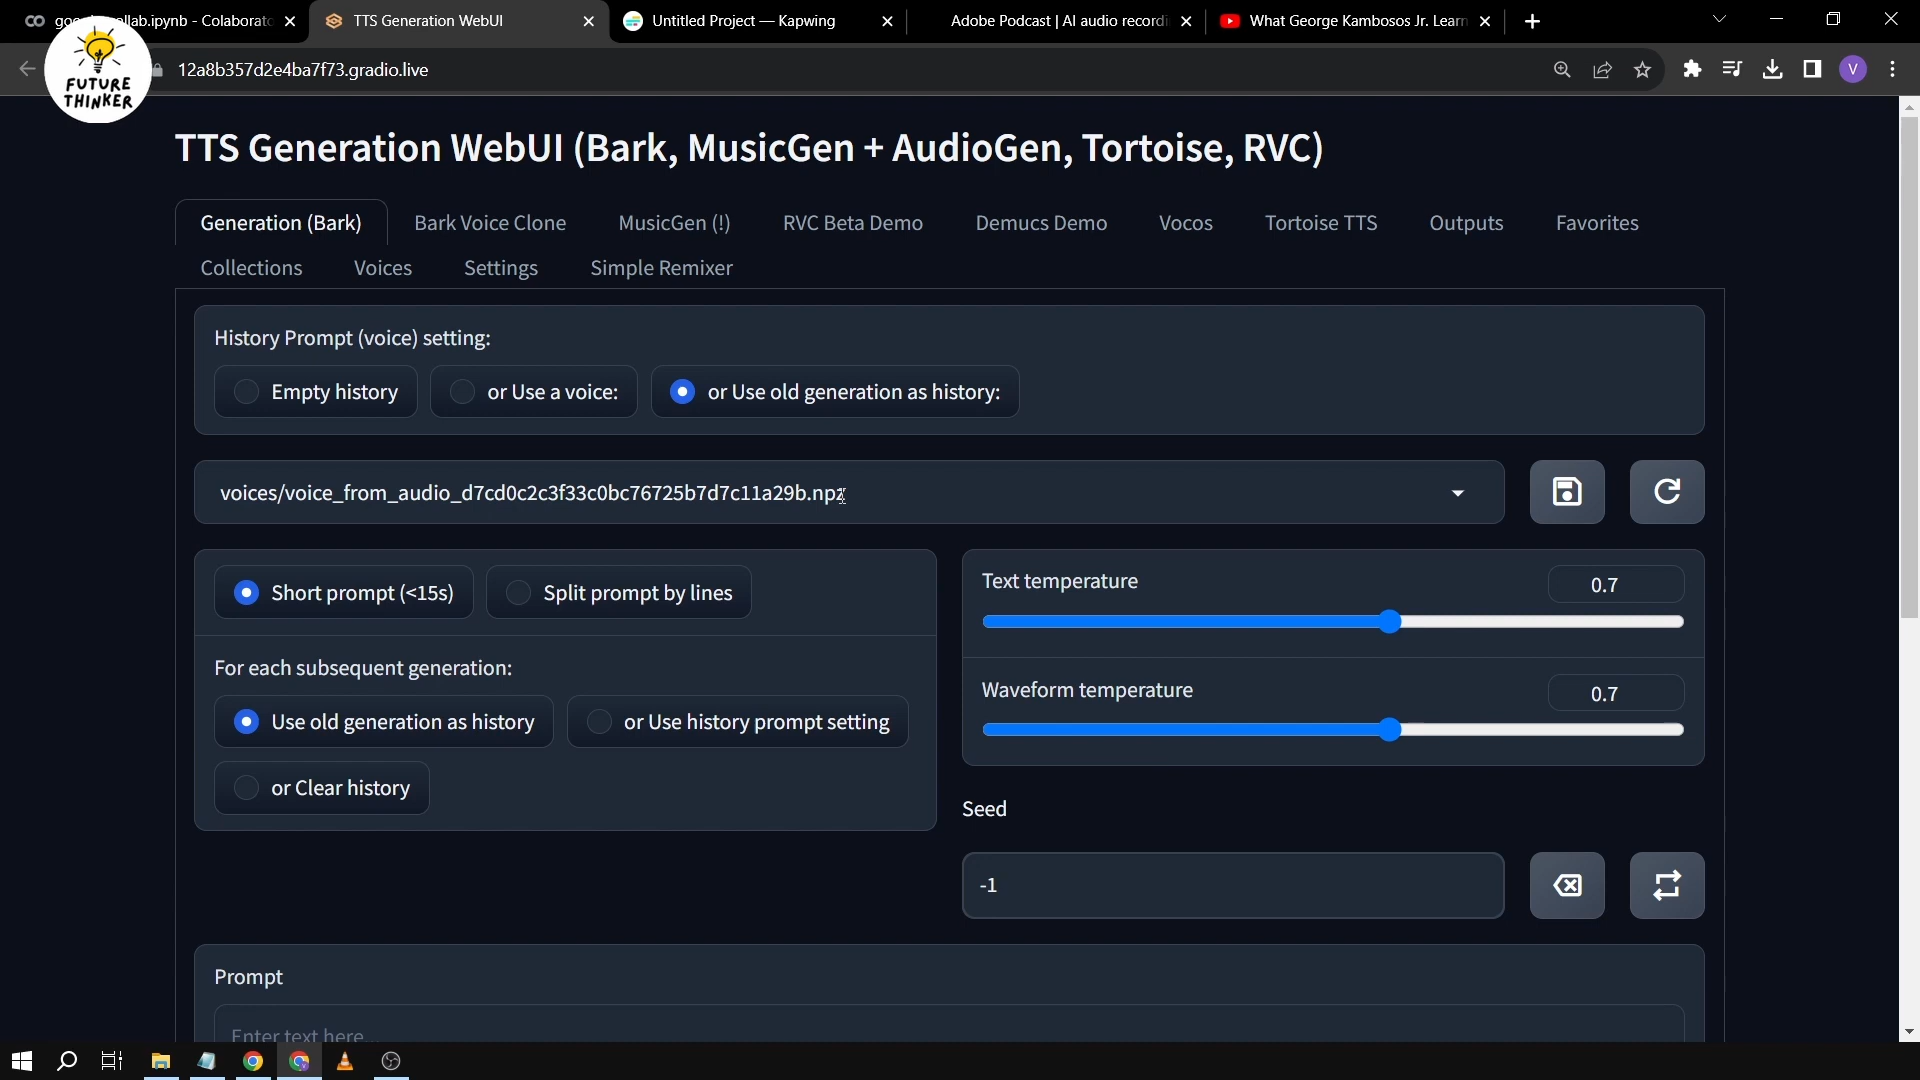 ollab.ipynb - Colaborato
TTS Generation WebUI
Untitled Project — Kapwing
Adobe Podcast | AI audio recordi
What George Kambosos Jr. Learn
FUTURE
THINKER
12a8b357d2e4ba7f73.gradio.live
V
TTS Generation WebUI (Bark, MusicGen + AudioGen, Tortoise, RVC)
Generation (Bark)
Bark Voice Clone
MusicGen (!)
RVC Beta Demo
Demucs Demo
Vocos
Tortoise TTS
Outputs
Favorites
Collections
Voices
Settings
Simple Remixer
History Prompt (voice) setting:
Empty history
or Use a voice:
or Use old generation as history:
voices/voice_from_audio_d7cd0c2c3f33c0bc76725b7d7c11a29b.npz
Short prompt (<15s)
Split prompt by lines
For each subsequent generation:
Use old generation as history
or Use history prompt setting
or Clear history
Text temperature
0.7
Waveform temperature
0.7
Seed
-1
Prompt
Enter text here